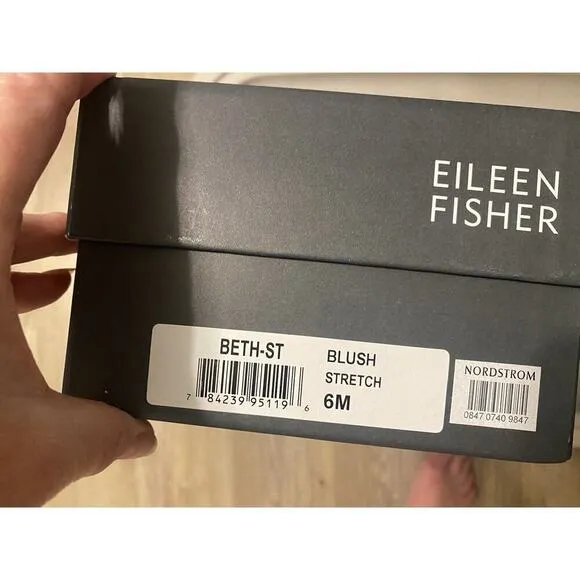 EILEEN
FISHER
BETH-ST
BLUSH
STRETCH
6M
7 84239 95119 6
NORDSTROM
0847 0740 9847